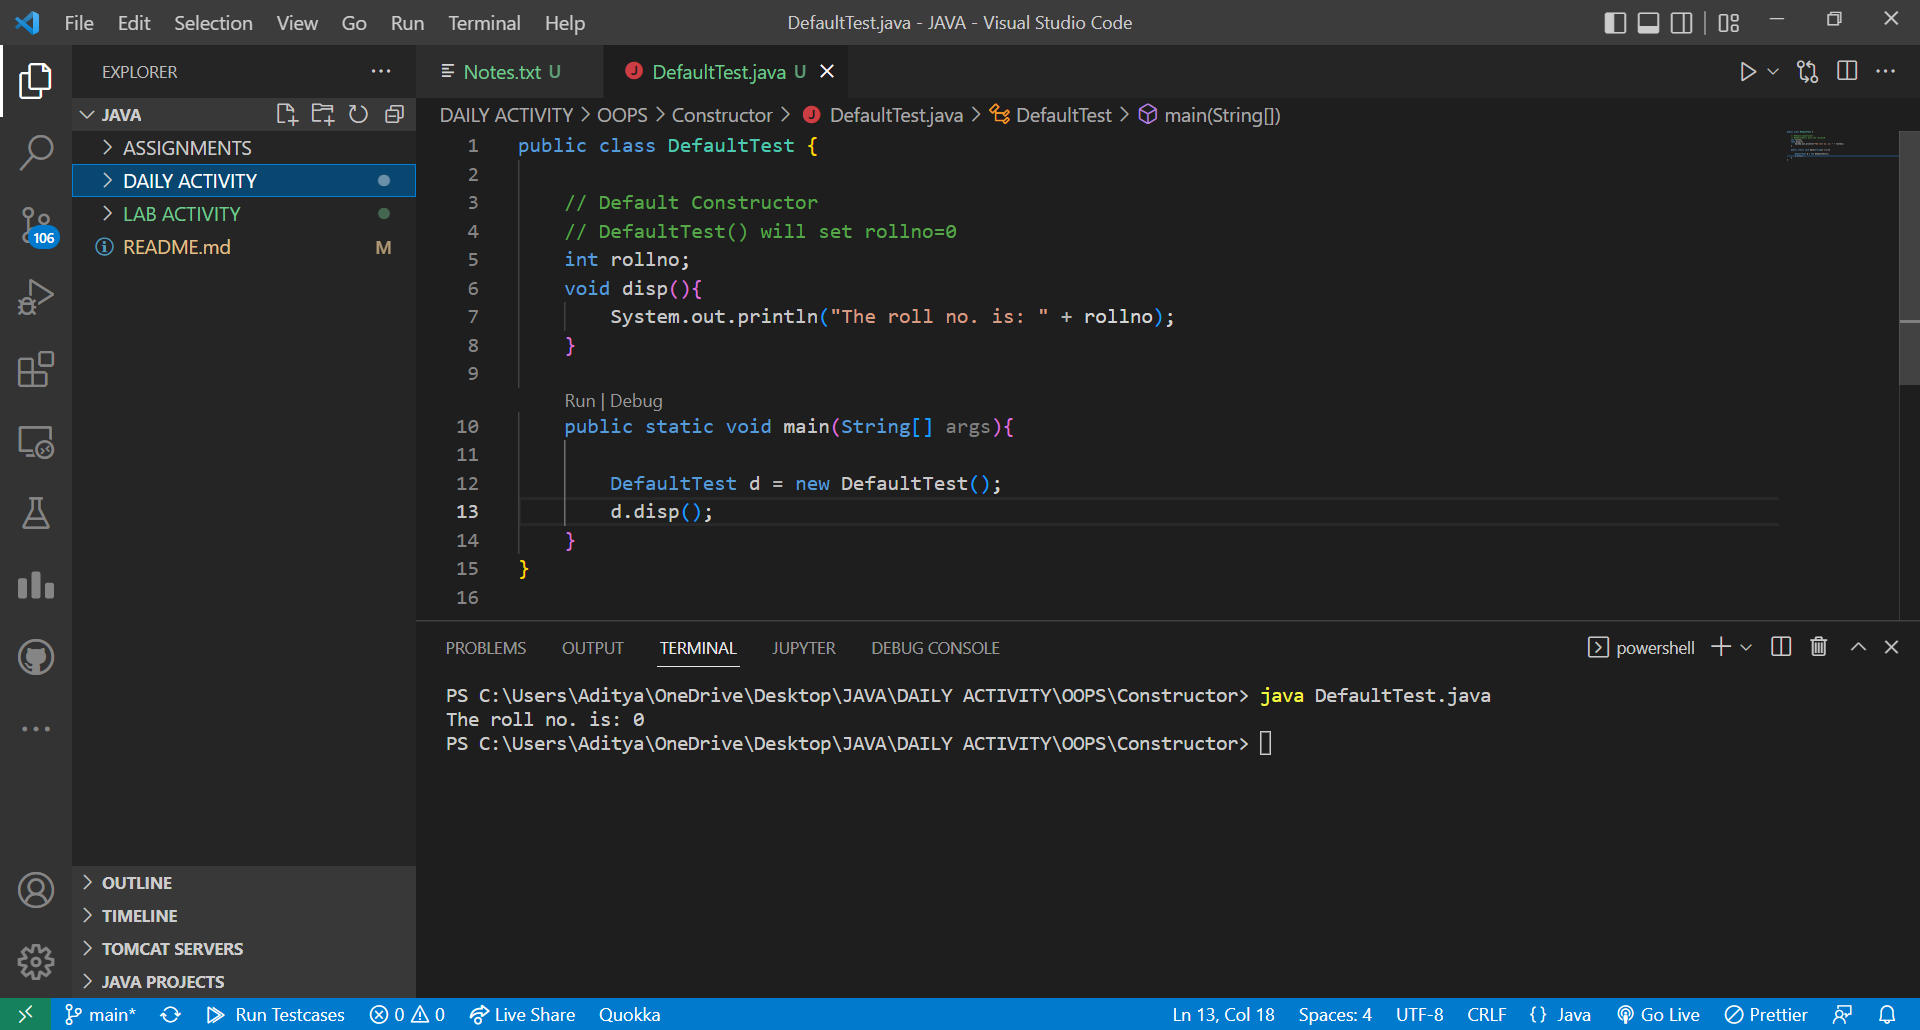 File Edit Selection View Go Run Terminal Help
DefaultTest.java - JAVA - Visual Studio Code
EXPLORER
JAVA
ASSIGNMENTS
DAILY ACTIVITY
LAB ACTIVITY
README.md M
106
OUTLINE
TIMELINE
TOMCAT SERVERS
JAVA PROJECTS
Notes.txt U
DefaultTest.java U
DAILY ACTIVITY > OOPS > Constructor > DefaultTest.java > DefaultTest > main(String[])
1 public class DefaultTest {
2
3 // Default Constructor
4 // DefaultTest() will set rollno=0
5 int rollno;
6 void disp(){
7 System.out.println("The roll no. is: " + rollno);
8 }
9
Run | Debug
10 public static void main(String[] args){
11
12 DefaultTest d = new DefaultTest();
13 d.disp();
14 }
15 }
16
PROBLEMS OUTPUT TERMINAL JUPYTER DEBUG CONSOLE
powershell
PS C:\Users\Aditya\OneDrive\Desktop\JAVA\DAILY ACTIVITY\OOPS\Constructor> java DefaultTest.java
The roll no. is: 0
PS C:\Users\Aditya\OneDrive\Desktop\JAVA\DAILY ACTIVITY\OOPS\Constructor>
main* Run Testcases 0 0 Live Share Quokka
Ln 13, Col 18 Spaces: 4 UTF-8 CRLF {} Java Go Live Prettier